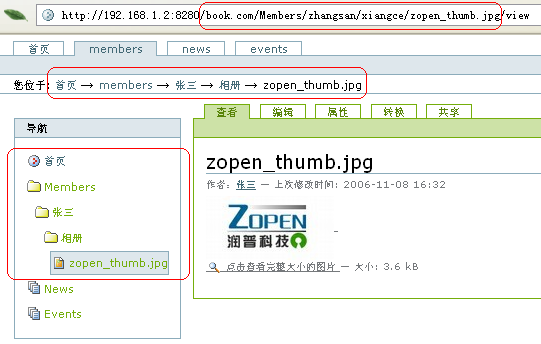 http://192.168.1.2:8280/book.com/Members/zhangsan/xiangce/zopen_thumb.jpg/view
首页 members news events
您位于: 首页 → members → 张三 → 相册 → zopen_thumb.jpg
查看 编辑 属性 转换 共享
导航
首页
Members
张三
相册
zopen_thumb.jpg
News
Events
zopen_thumb.jpg
作者: 张三 — 上次修改时间: 2006-11-08 16:32
ZOPEN
润普科技
点击查看完整大小的图片 — 大小: 3.6 kB